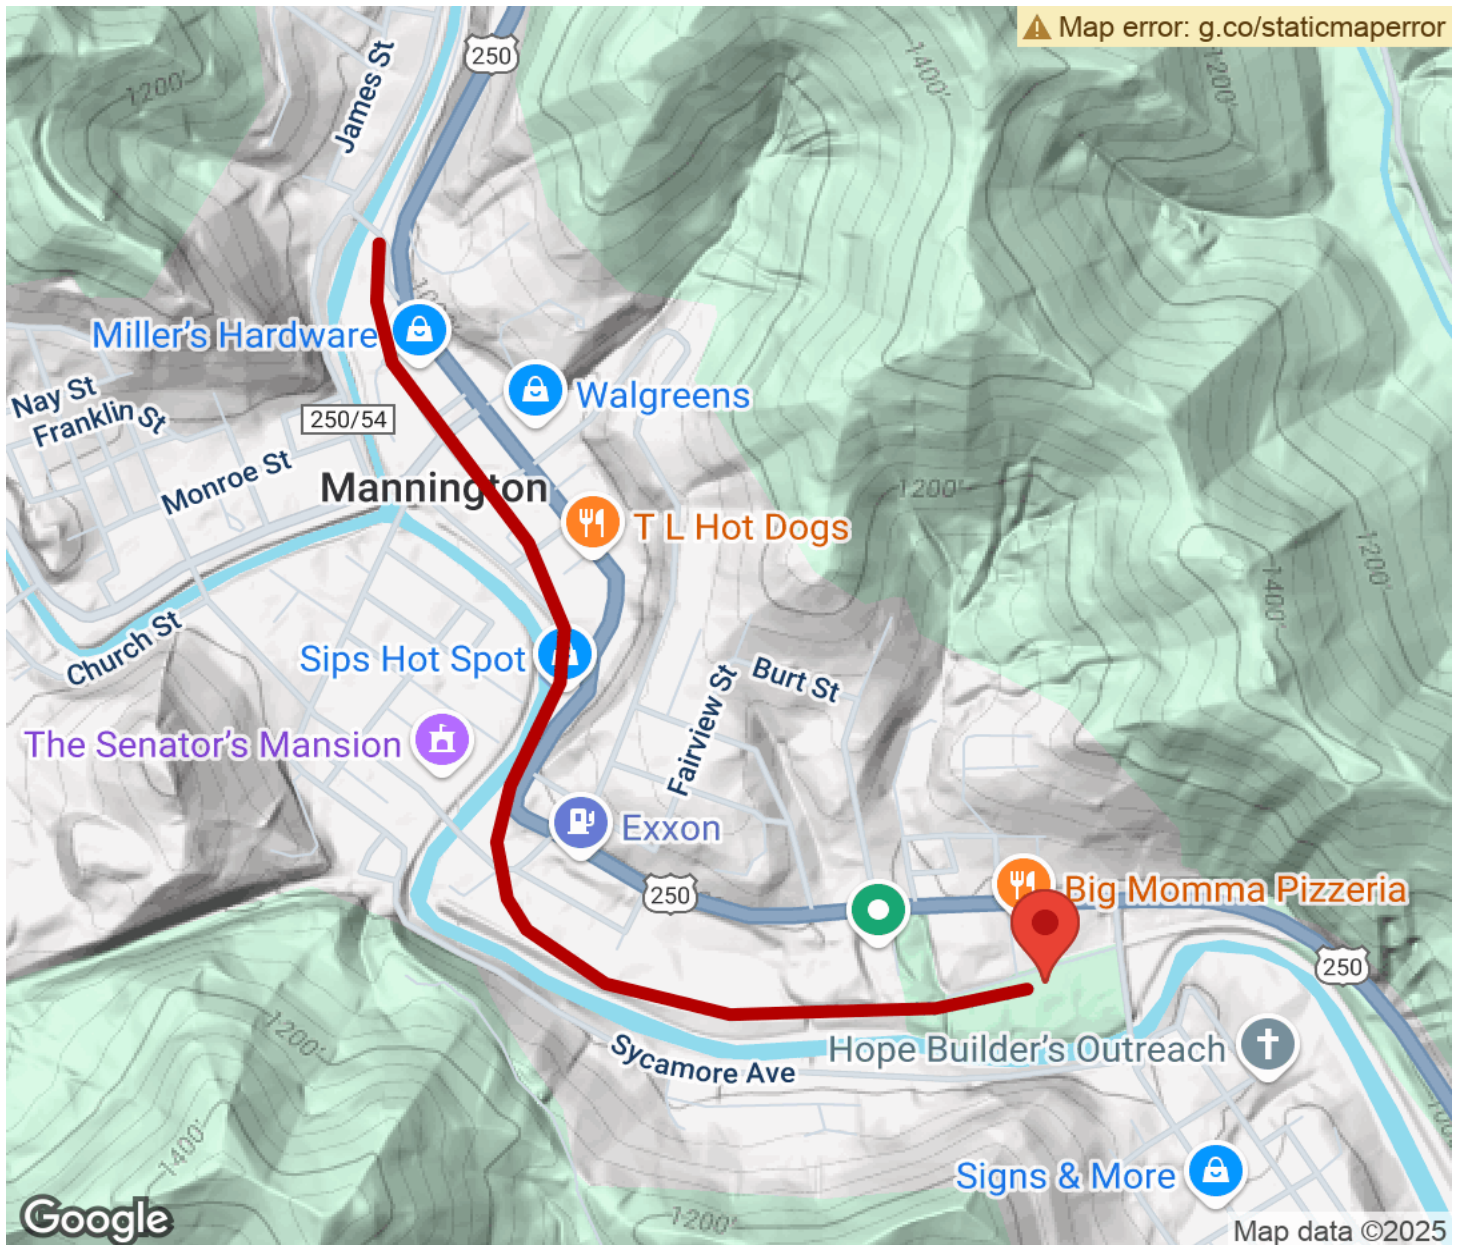 Map error: g.co/staticmaperror
250
James St
1200'
1400'
1200'
Miller's Hardware
Walgreens
Nay St
Franklin St
250/54
Monroe St
Mannington
1200'
T L Hot Dogs
1200'
1400'
Church St
Sips Hot Spot
Burt St
Fairview St
The Senator's Mansion
Exxon
250
Big Momma Pizzeria
250
1200'
Sycamore Ave
Hope Builder's Outreach
1400'
Signs & More
1200'
Google
Map data ©2025